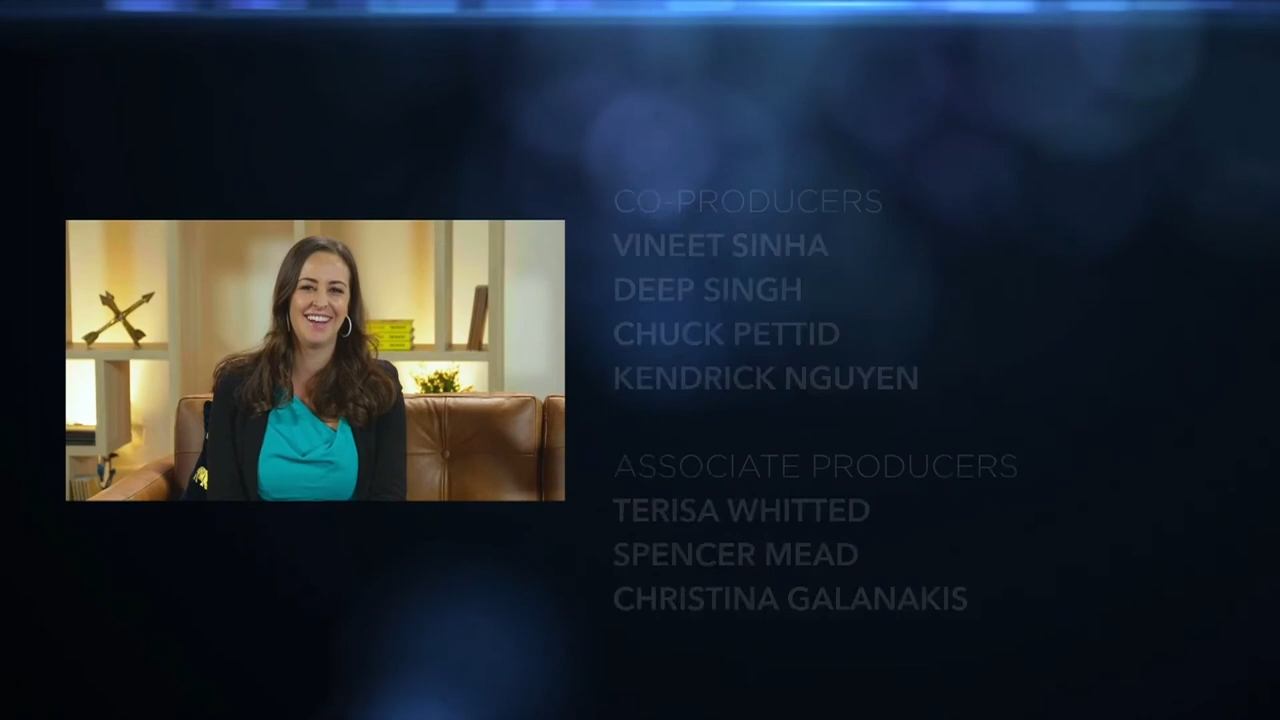 CO-PRODUCERS
VINEET SINHA
DEEP SINGH
CHUCK PETTID
KENDRICK NGUYEN
ASSOCIATE PRODUCERS
TERISA WHITTED
SPENCER MEAD
CHRISTINA GALANAKIS